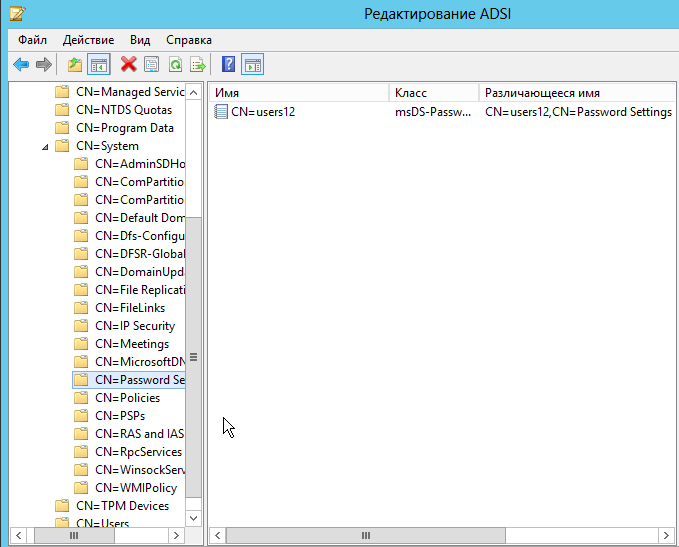 Редактирование ADSI
Файл Действие Вид Справка
CN=Managed Servic
CN=NTDS Quotas
CN=Program Data
CN=System
CN=AdminSDHo
CN=ComPartitio
CN=ComPartitio
CN=Default Dom
CN=Dfs-Configu
CN=DFSR-Global
CN=DomainUpda
CN=File Replicati
CN=FileLinks
CN=IP Security
CN=Meetings
CN=MicrosoftDN
CN=Password Se
CN=Policies
CN=PSPs
CN=RAS and IAS
CN=RpcServices
CN=WinsockServ
CN=WMIPolicy
CN=TPM Devices
CN=Users
Имя Класс Различающееся имя
CN=users12 msDS-Passw... CN=users12,CN=Password Settings